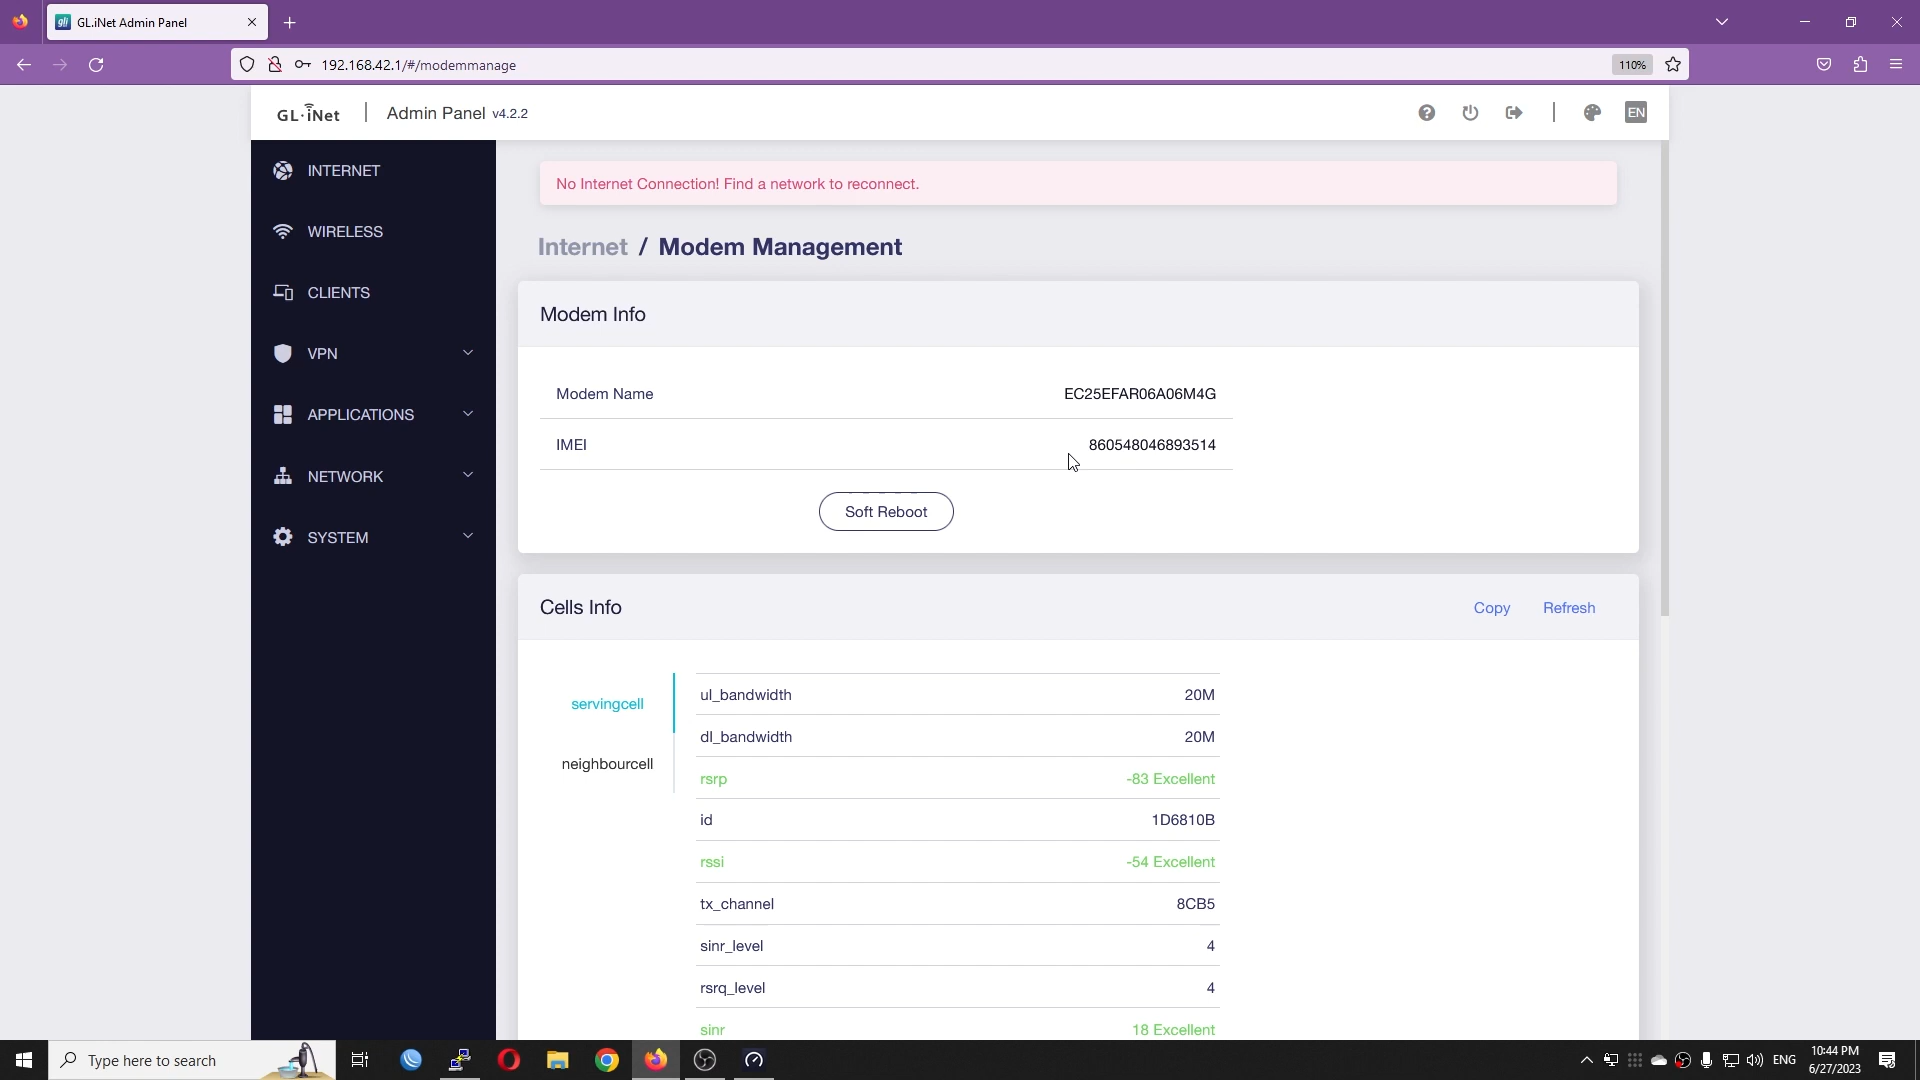 GL.iNet Admin Panel
192.168.42.1/#/modemmanage
110%
GL·iNet
Admin Panel v4.2.2
EN
INTERNET
WIRELESS
CLIENTS
VPN
APPLICATIONS
NETWORK
SYSTEM
No Internet Connection! Find a network to reconnect.
Internet / Modem Management
Modem Info
Modem Name EC25EFAR06A06M4G
IMEI 860548046893514
Soft Reboot
Cells Info
Copy Refresh
servingcell
neighbourcell
ul_bandwidth 20M
dl_bandwidth 20M
rsrp -83 Excellent
id 1D6810B
rssi -54 Excellent
tx_channel 8CB5
sinr_level 4
rsrq_level 4
sinr 18 Excellent
Type here to search
ENG
10:44 PM
6/27/2023